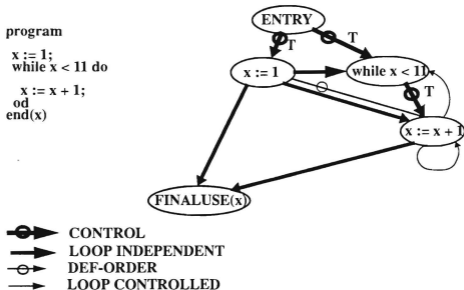 program
x := 1;
while x < 11 do
x := x + 1;
od
end(x)
ENTRY
T
T
x := 1
while x < 11
T
x := x + 1
FINALUSE(x)
CONTROL
LOOP INDEPENDENT
DEF-ORDER
LOOP CONTROLLED